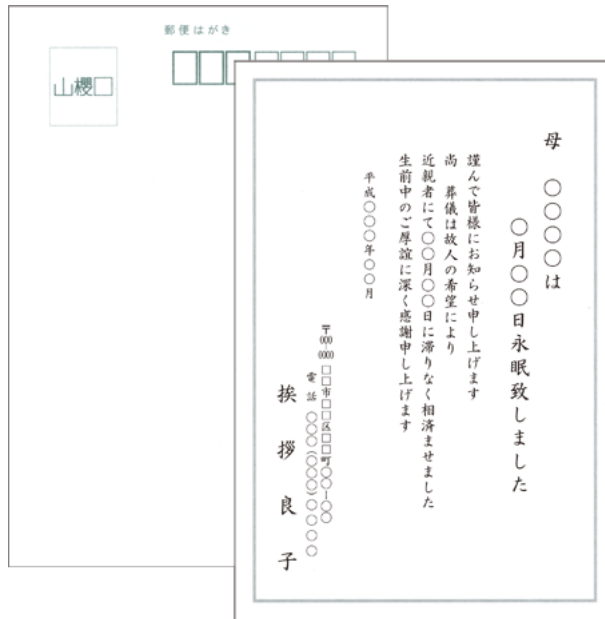 郵便はがき
山櫻□
母　○○○○は
○月○○日永眠致しました
謹んで皆様にお知らせ申し上げます
尚　葬儀は故人の希望により
近親者にて○○月○○日に滞りなく相済ませました
生前中のご厚誼に深く感謝申し上げます
平成○○○年○○月
〒000-0000　□□市□□区□□町○○ー○○
電話　○○○(○○○)○○○○
挨拶良子